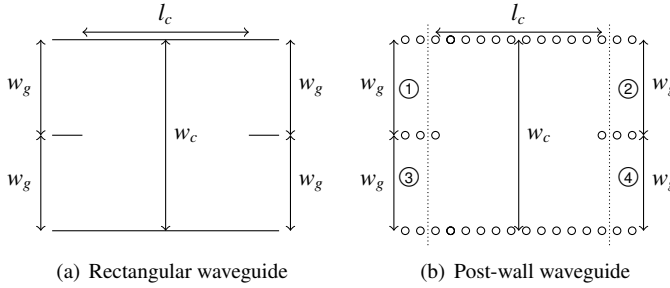 l_c
l_c
w_g
w_g
w_g
w_g
w_c
w_c
①
②
w_g
w_g
w_g
w_g
③
④
(a) Rectangular waveguide
(b) Post-wall waveguide